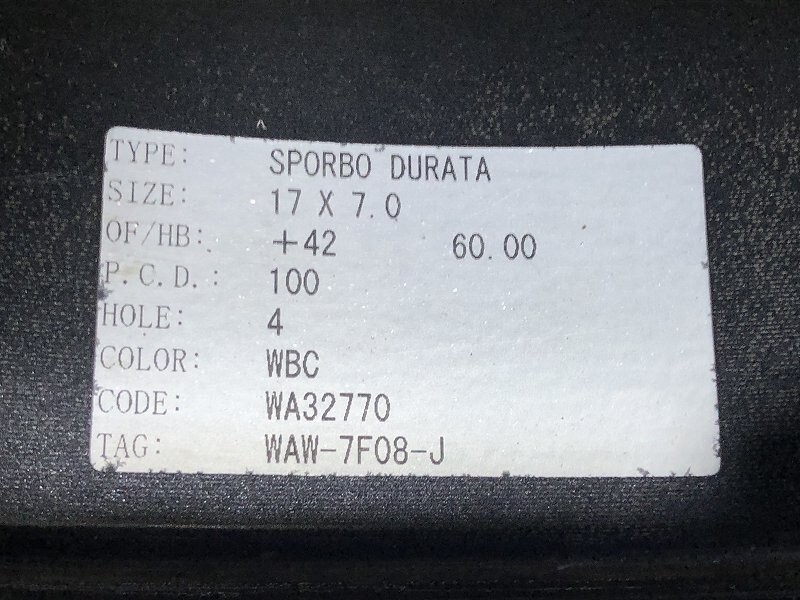 TYPE: SPORBO DURATA
SIZE: 17 X 7.0
OF/HB: +42 60.00
P.C.D.: 100
HOLE: 4
COLOR: WBC
CODE: WA32770
TAG: WAW-7F08-J